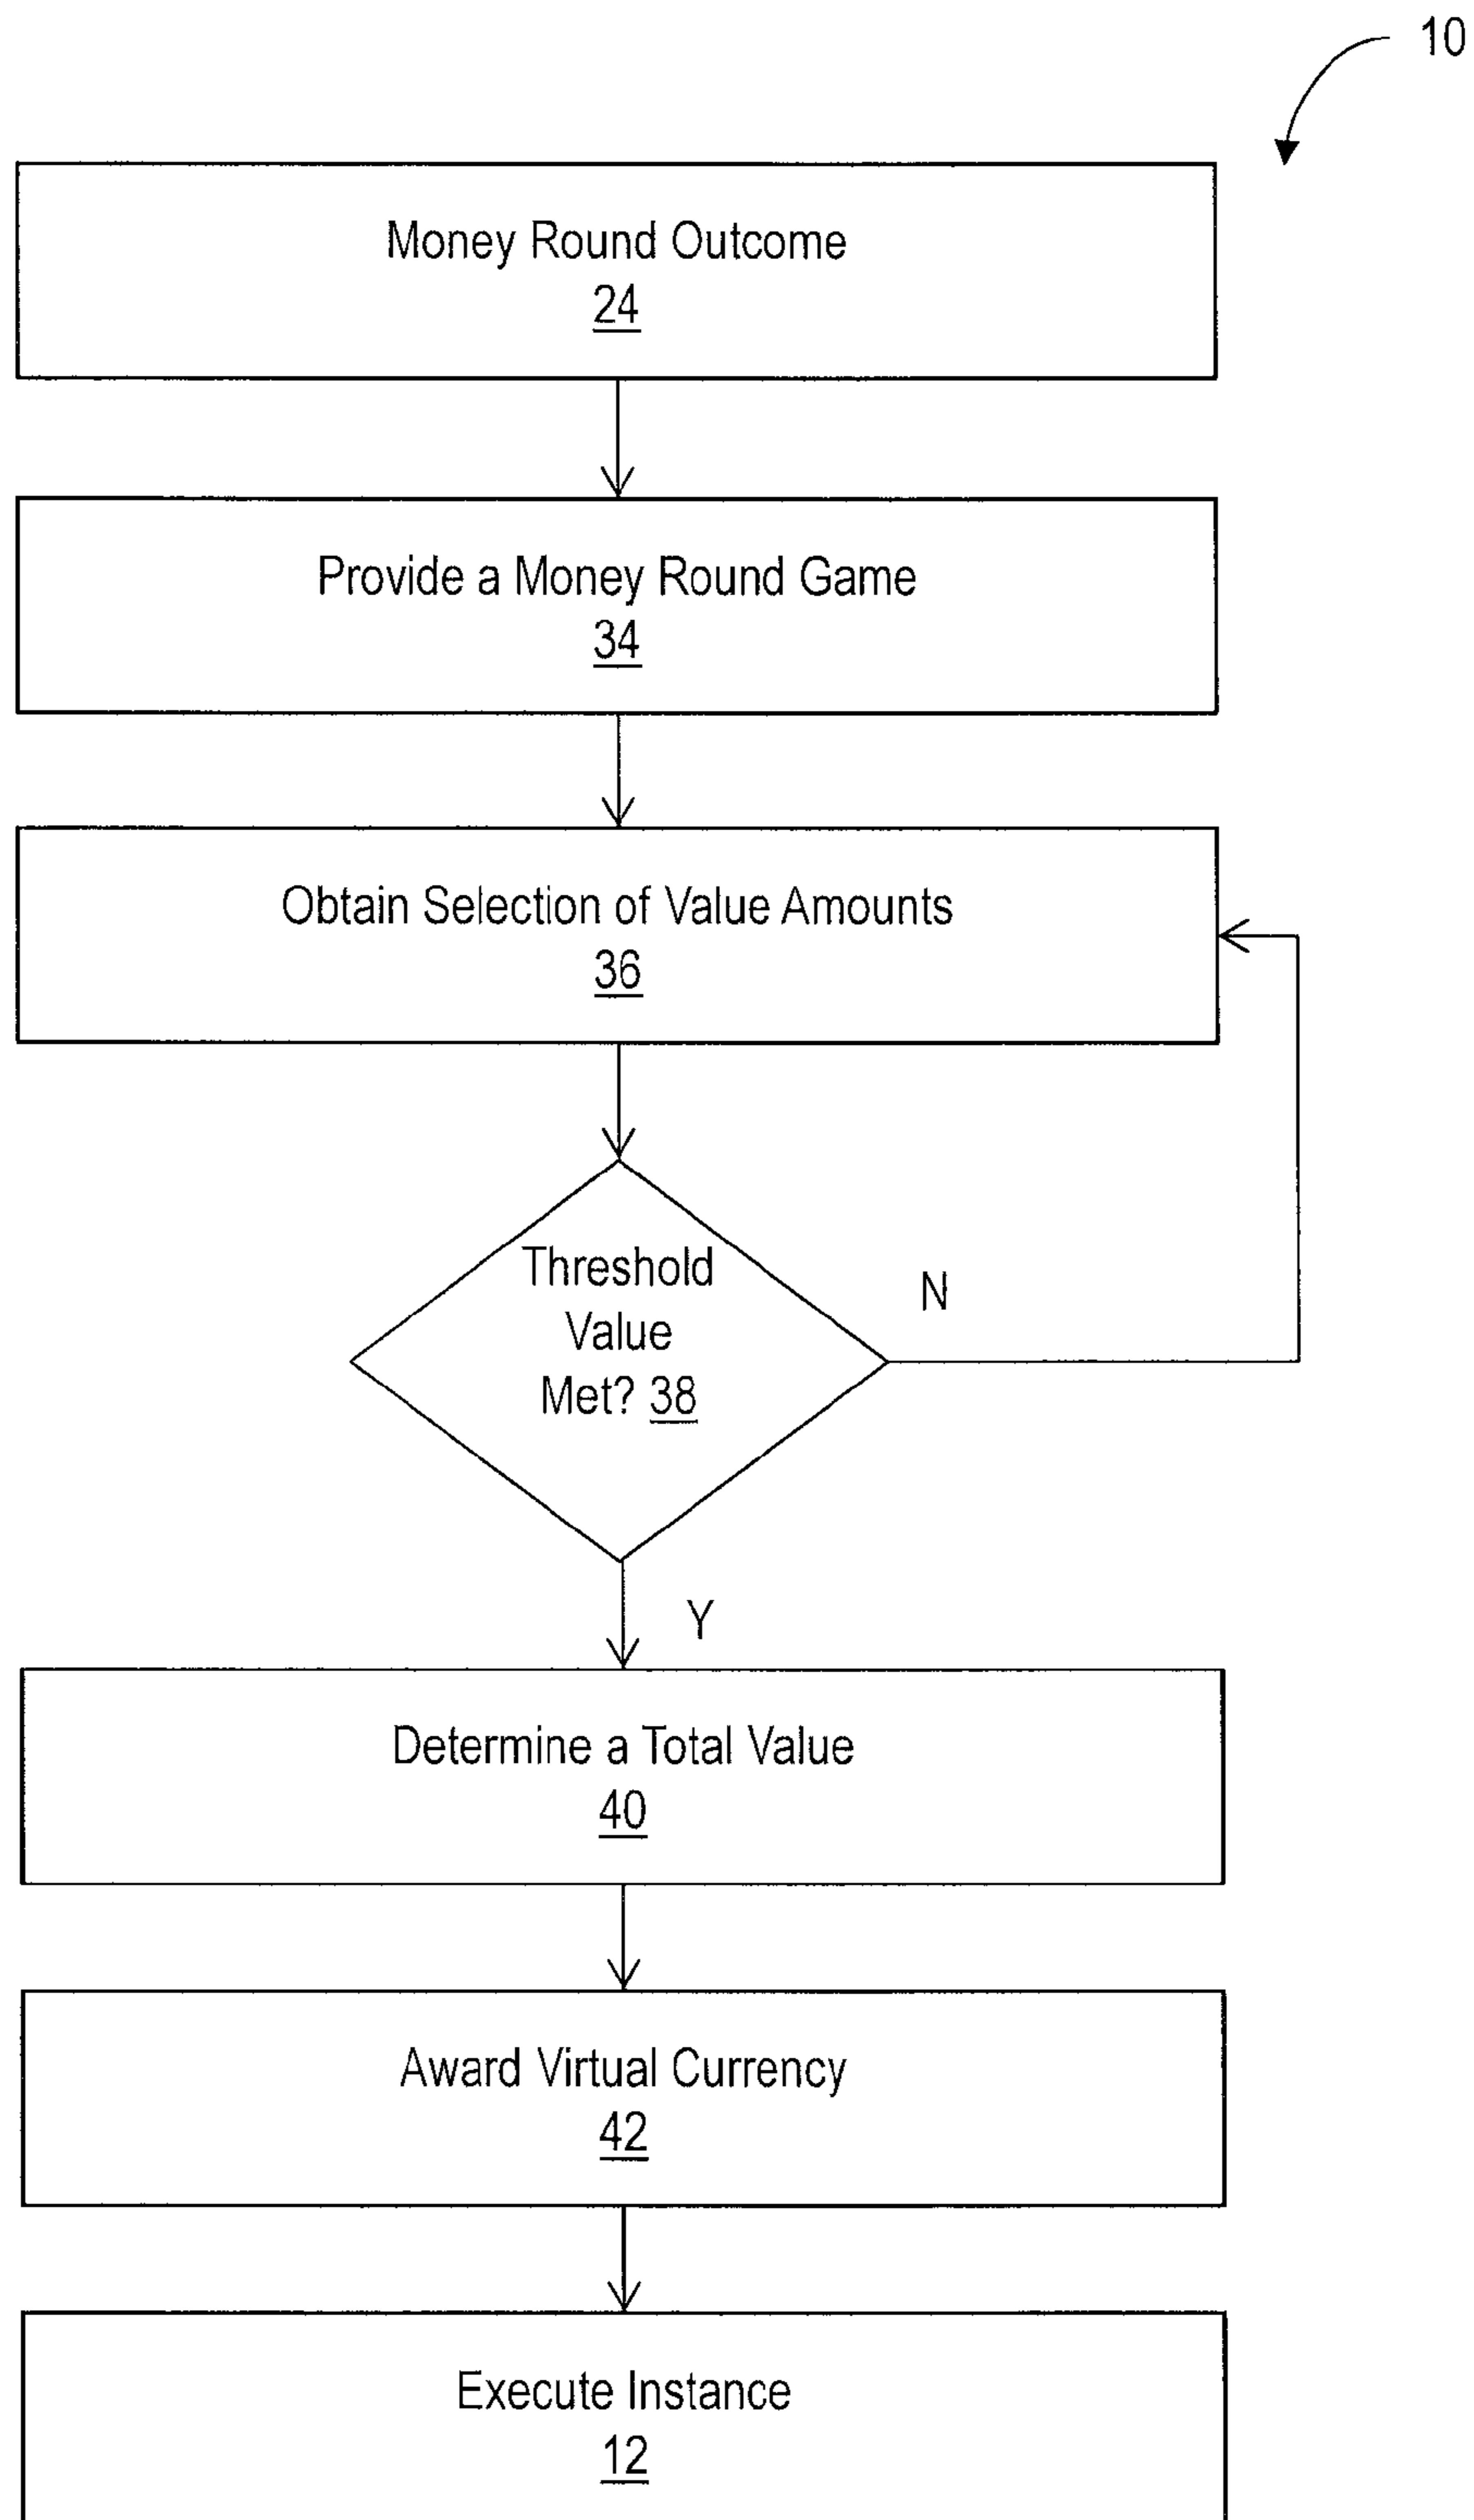 10
Money Round Outcome
24
Provide a Money Round Game
34
Obtain Selection of Value Amounts
36
Threshold
Value
Met? 38
N
Y
Determine a Total Value
40
Award Virtual Currency
42
Execute Instance
12